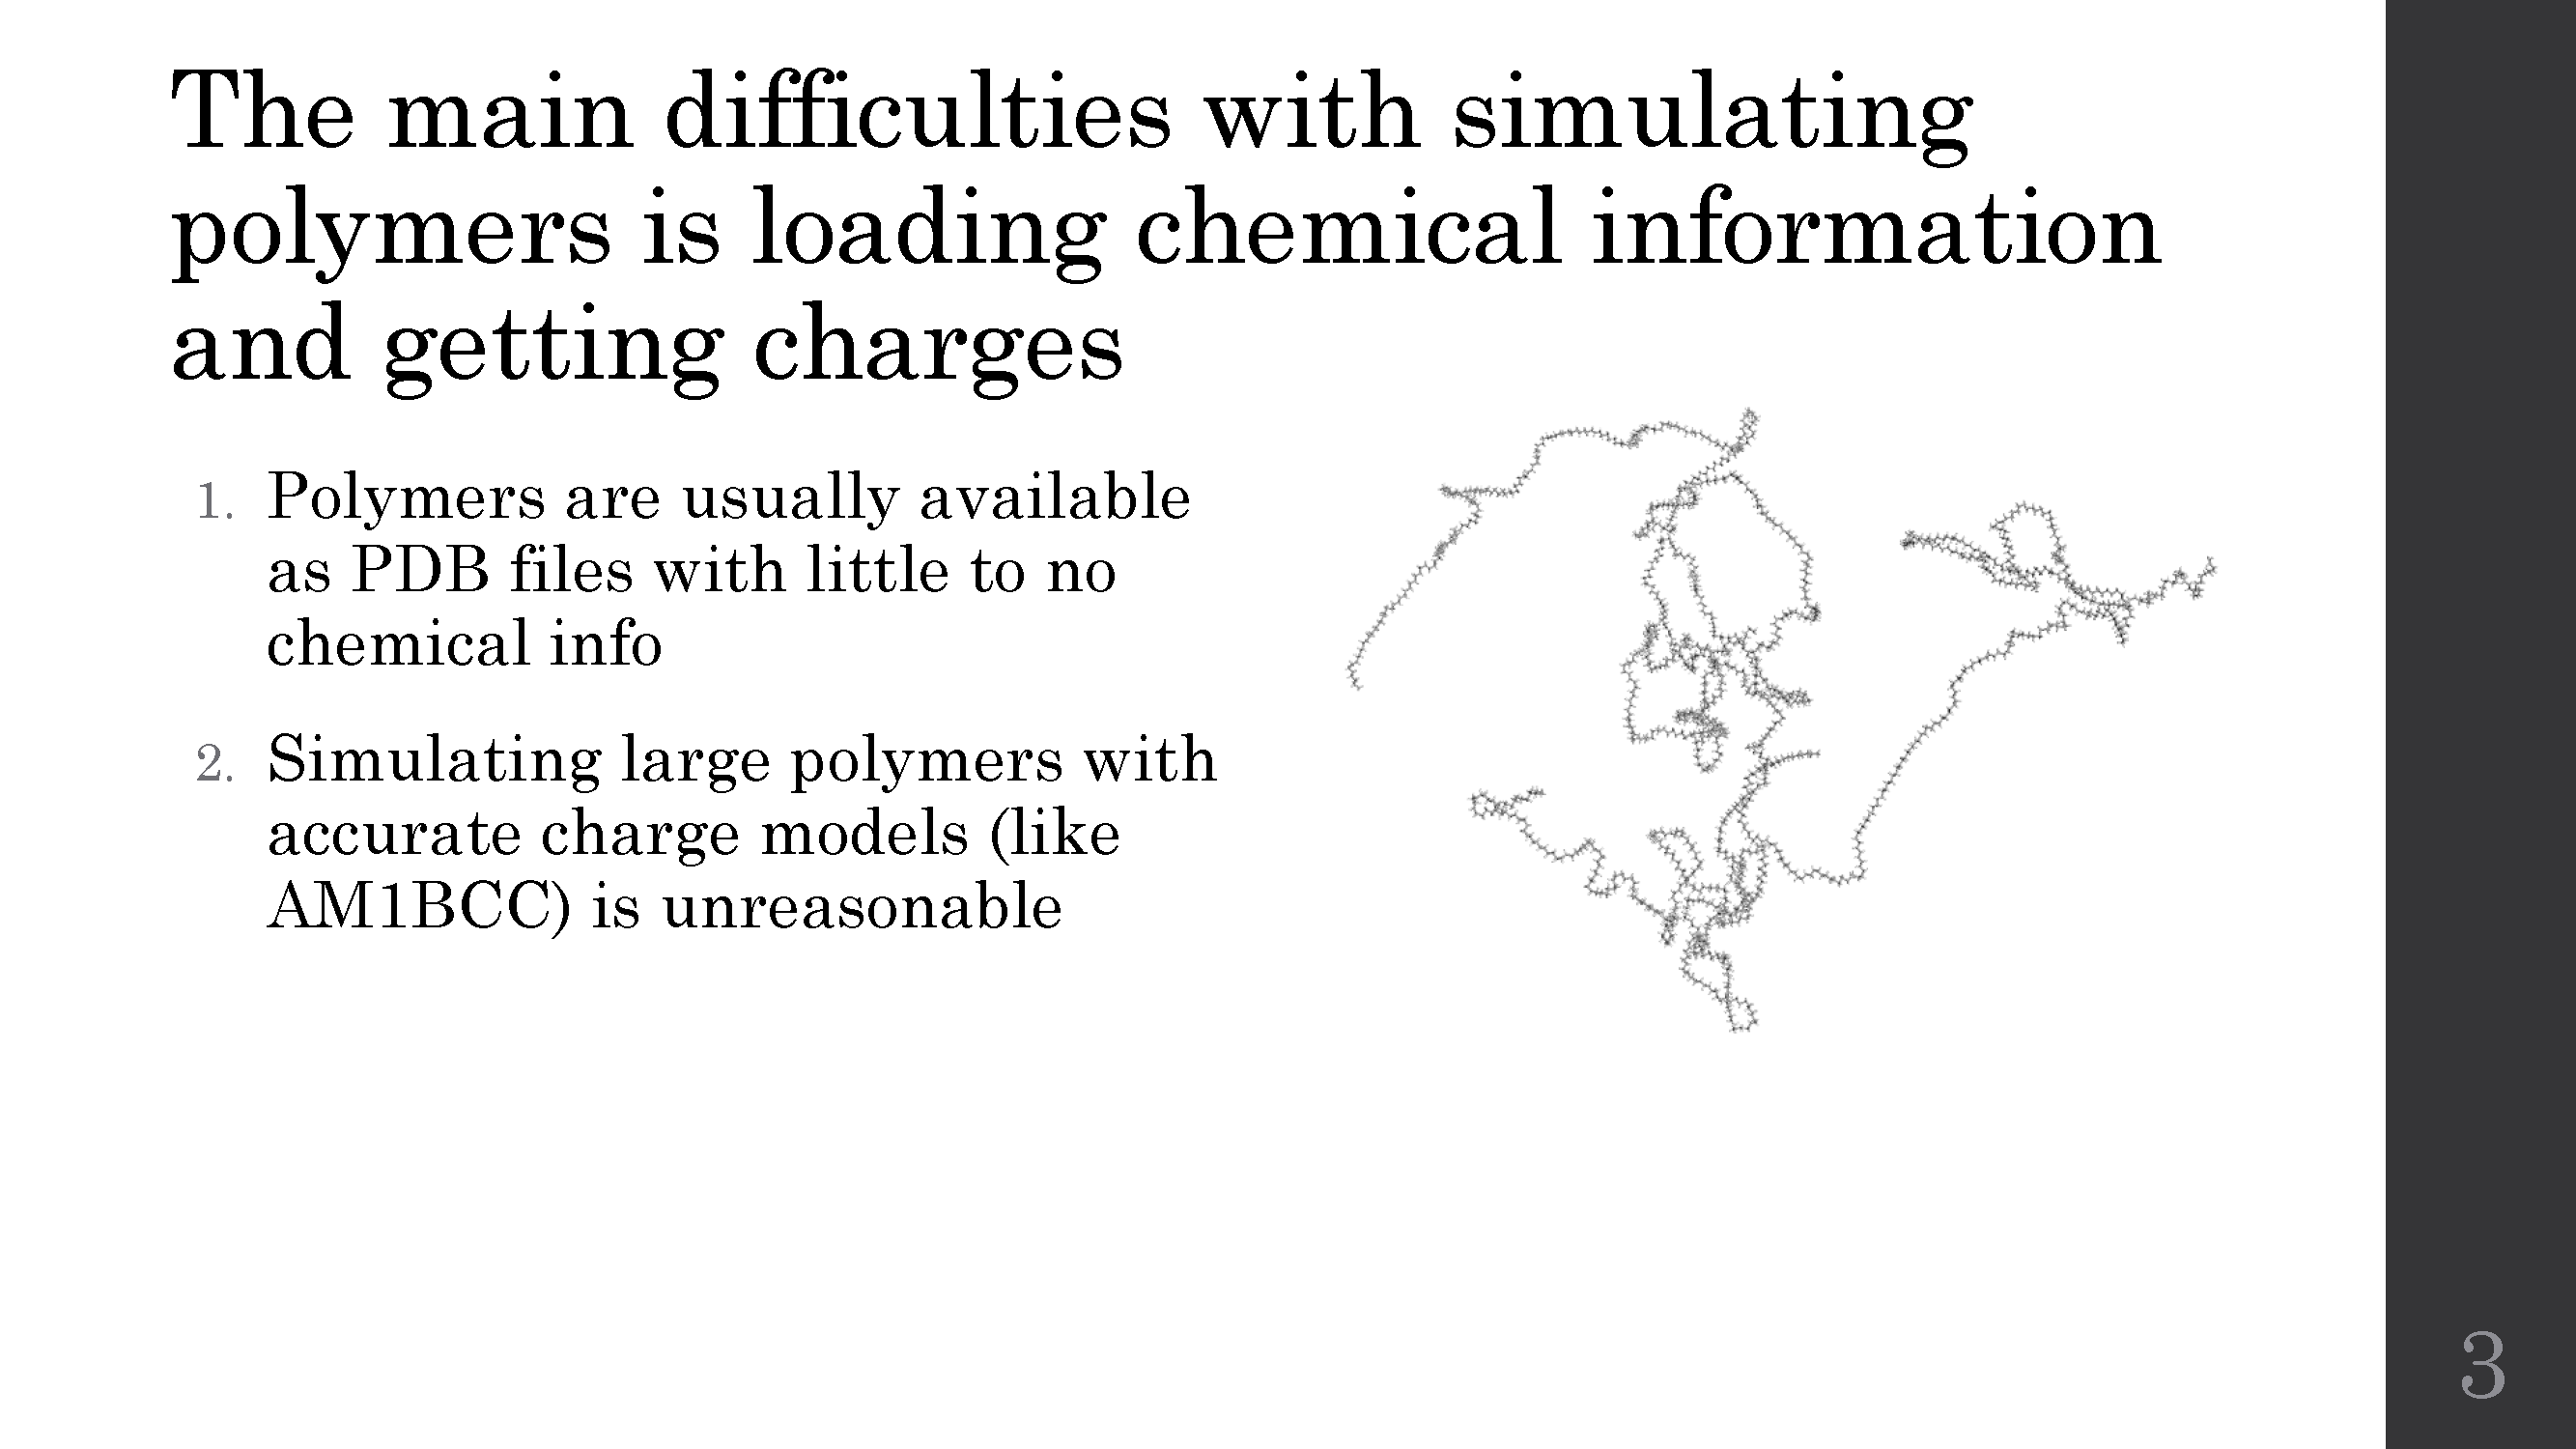 The main difficulties with simulating
polymers is loading chemical information
and getting charges
1. Polymers are usually available
as PDB files with little to no
chemical info
2. Simulating large polymers with
accurate charge models (like
AM1BCC) is unreasonable
3